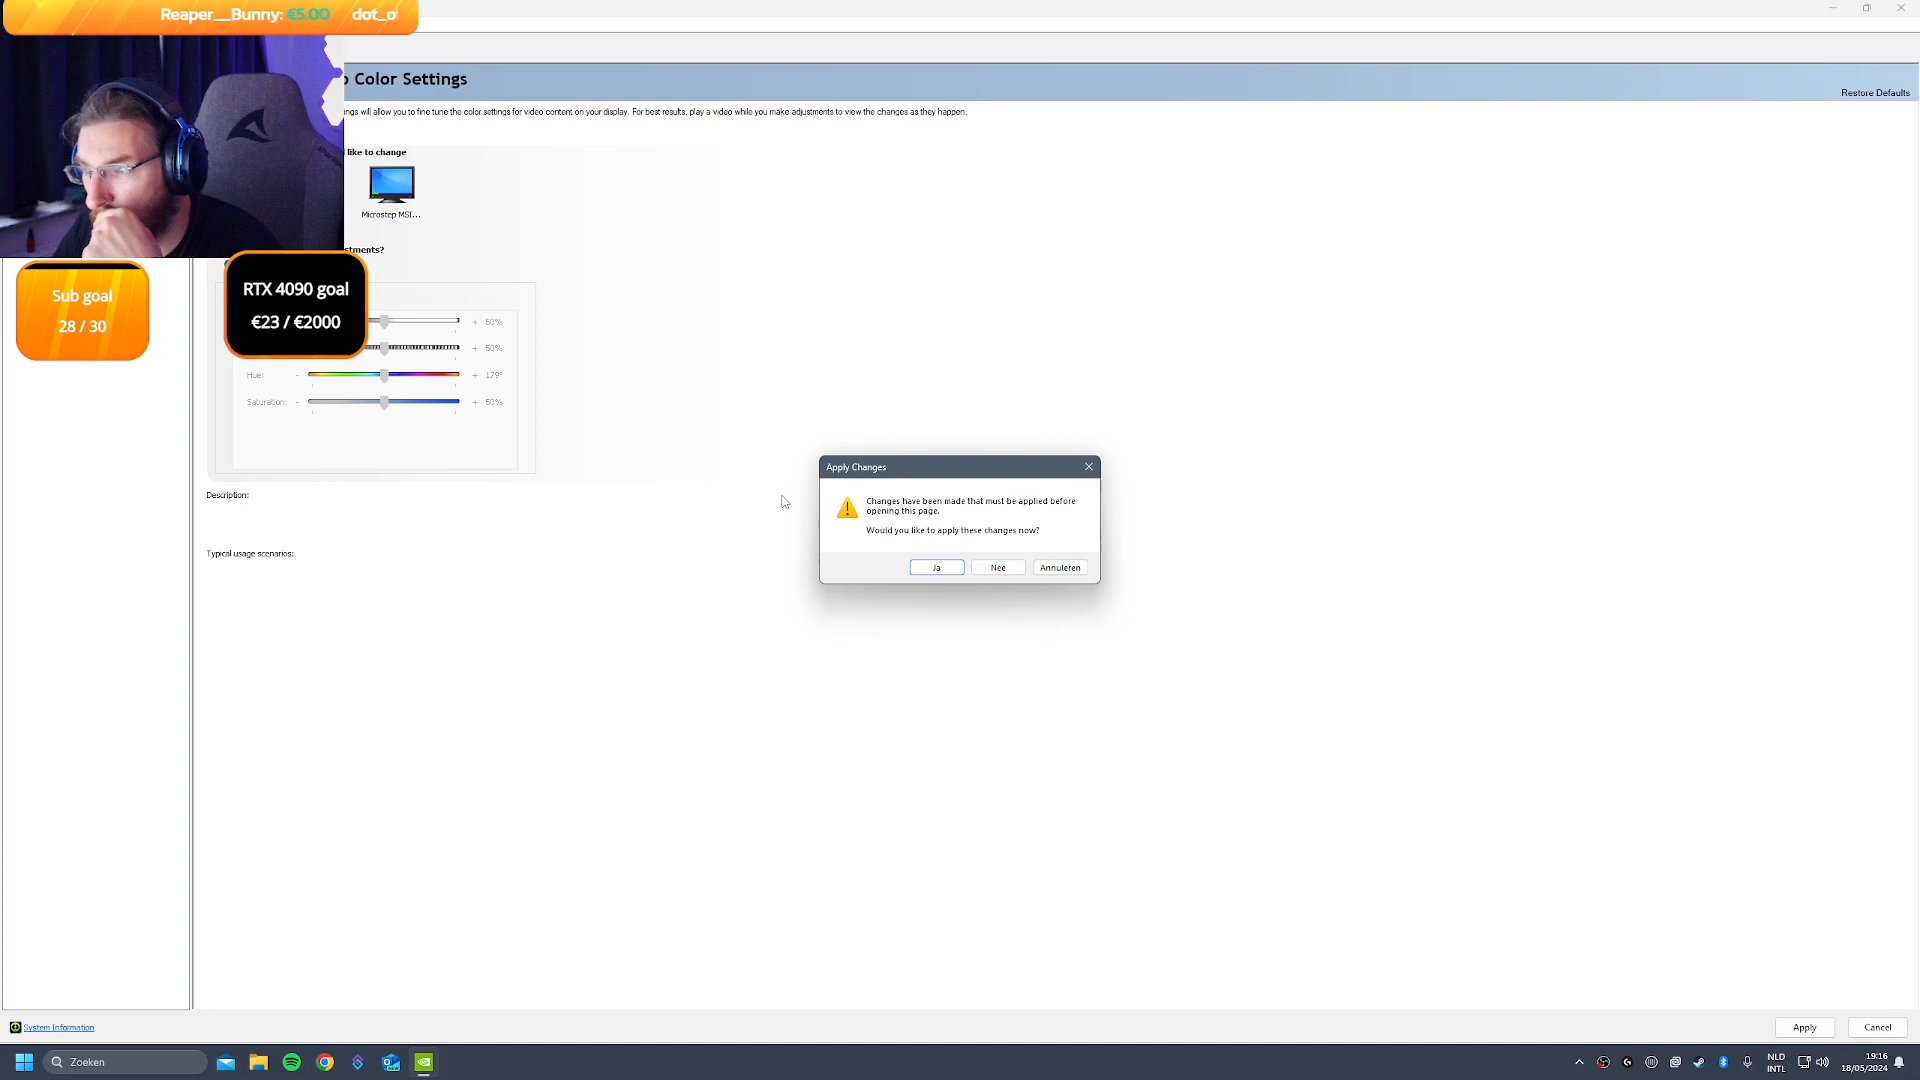 Reaper__Bunny: €5.00 dot_o
Color Settings
Restore Defaults
ings will allow you to fine tune the color settings for video content on your display. For best results, play a video while you make adjustments to view the changes as they happen.
like to change
Microstep MSI...
stments?
Sub goal
28 / 30
RTX 4090 goal
€23 / €2000
+ 50%
+ 50%
Hue: - + 179°
Saturation: - + 50%
Description:
Typical usage scenarios:
Apply Changes
Changes have been made that must be applied before
opening this page.
Would you like to apply these changes now?
Ja Nee Annuleren
System Information
Apply Cancel
Zoeken
NLD
INTL
19:16
18/05/2024